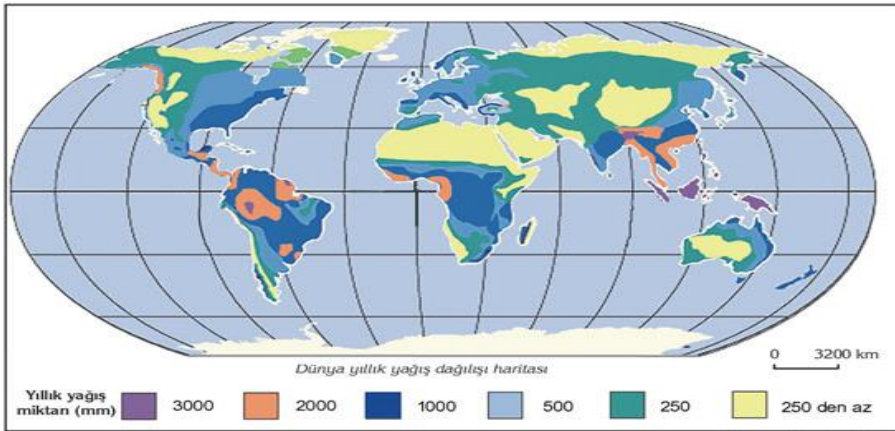 Dünya yıllık yağış dağılışı haritası
0 3200 km
Yıllık yağış
miktarı (mm)
3000 2000 1000 500 250 250 den az